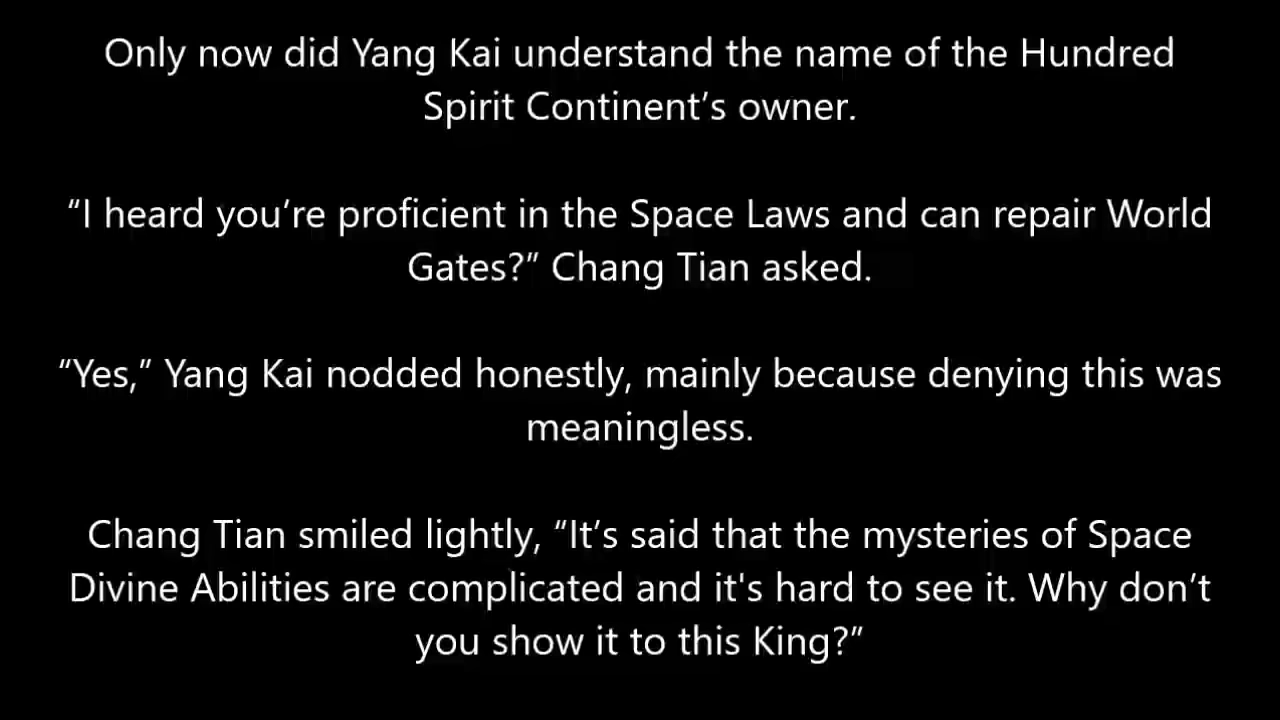 Only now did Yang Kai understand the name of the Hundred
Spirit Continent’s owner.
“I heard you’re proficient in the Space Laws and can repair World
Gates?” Chang Tian asked.
“Yes,” Yang Kai nodded honestly, mainly because denying this was
meaningless.
Chang Tian smiled lightly, “It’s said that the mysteries of Space
Divine Abilities are complicated and it's hard to see it. Why don’t
you show it to this King?”